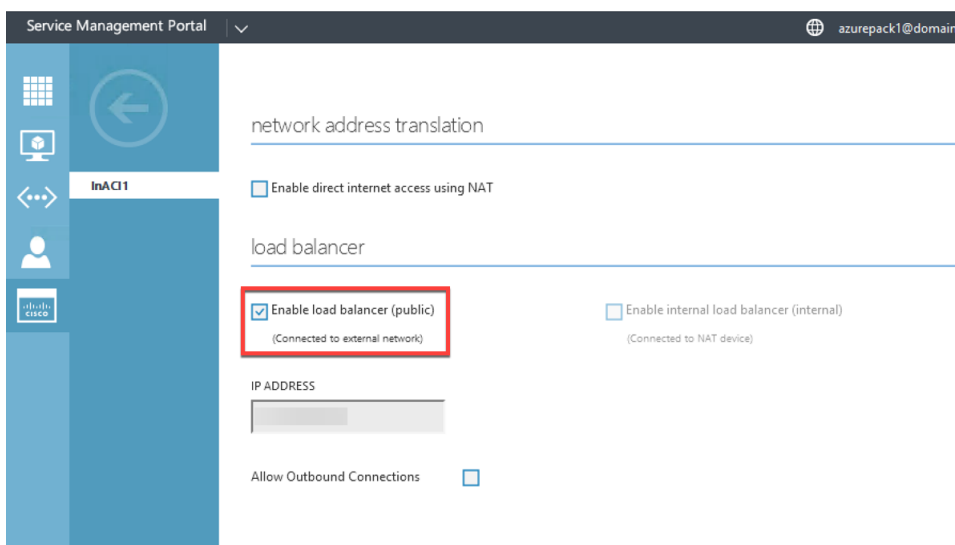 Service Management Portal
azurepack1@domain
network address translation
InACI1
Enable direct internet access using NAT
load balancer
Enable load balancer (public)
Enable internal load balancer (internal)
(Connected to external network)
(Connected to NAT device)
cisco
IP ADDRESS
Allow Outbound Connections